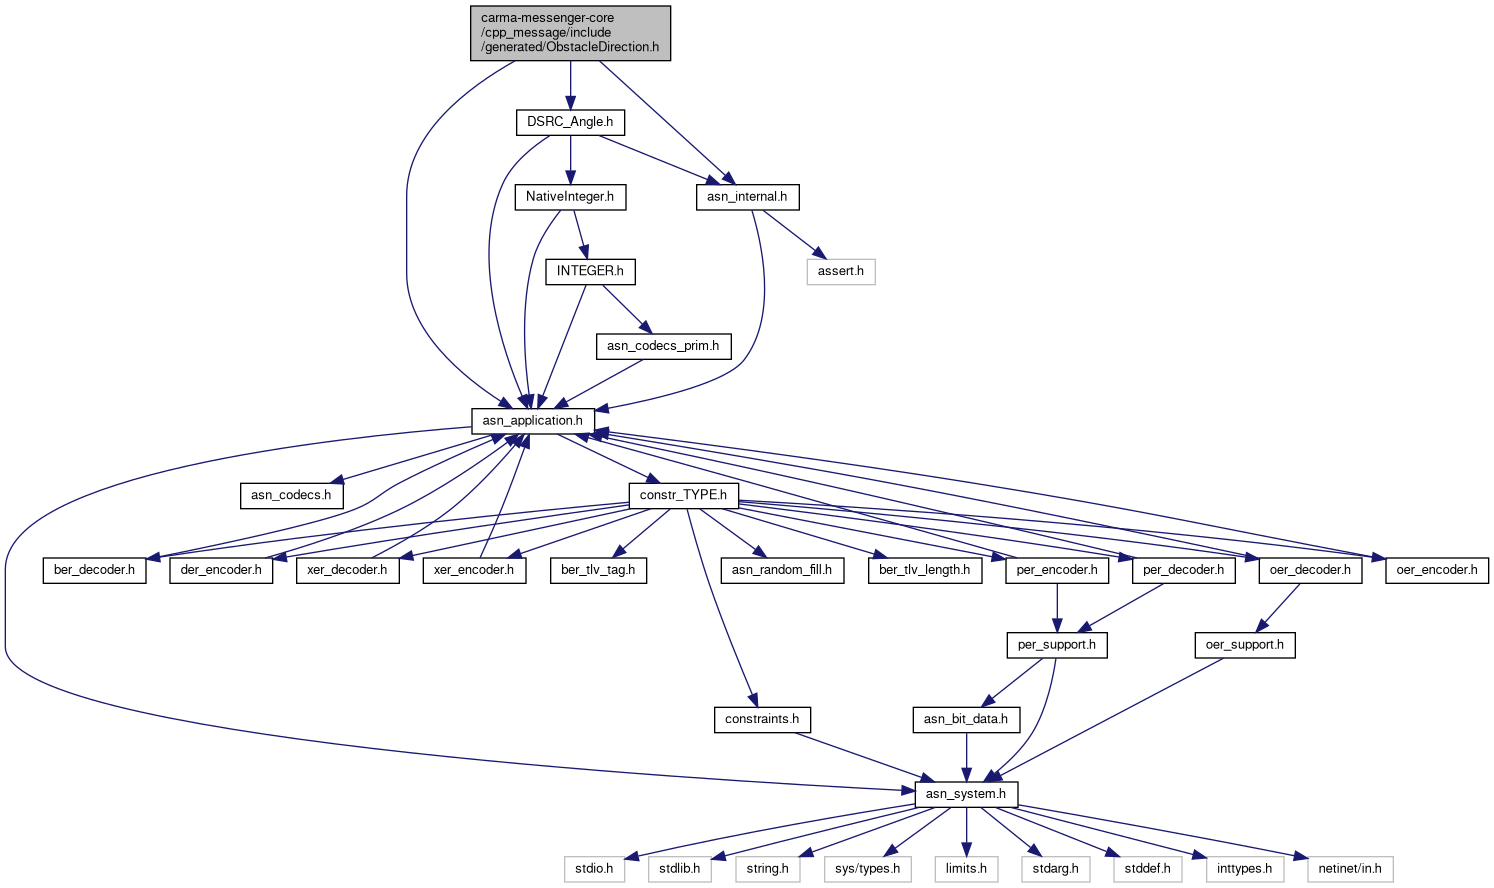 carma-messenger-core
/cpp_message/include
/generated/ObstacleDirection.h
DSRC_Angle.h
NativeInteger.h
asn_internal.h
INTEGER.h
assert.h
asn_codecs_prim.h
asn_application.h
asn_codecs.h
constr_TYPE.h
ber_decoder.h
der_encoder.h
xer_decoder.h
xer_encoder.h
ber_tlv_tag.h
asn_random_fill.h
ber_tlv_length.h
per_encoder.h
per_decoder.h
oer_decoder.h
oer_encoder.h
per_support.h
oer_support.h
constraints.h
asn_bit_data.h
asn_system.h
stdio.h
stdlib.h
string.h
sys/types.h
limits.h
stdarg.h
stddef.h
inttypes.h
netinet/in.h